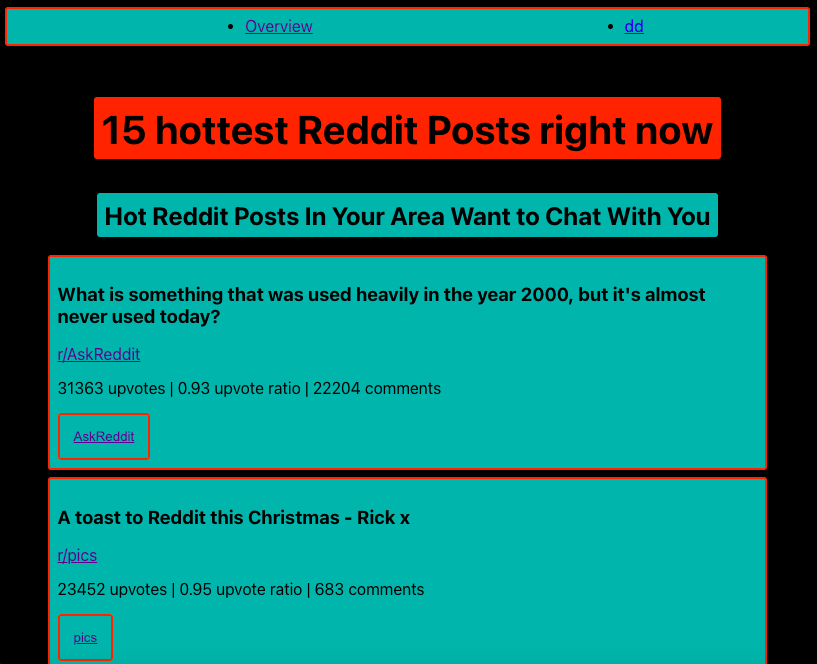 Overview
dd
15 hottest Reddit Posts right now
Hot Reddit Posts In Your Area Want to Chat With You
What is something that was used heavily in the year 2000, but it's almost
never used today?
r/AskReddit
31363 upvotes | 0.93 upvote ratio | 22204 comments
AskReddit
A toast to Reddit this Christmas - Rick x
r/pics
23452 upvotes | 0.95 upvote ratio | 683 comments
pics